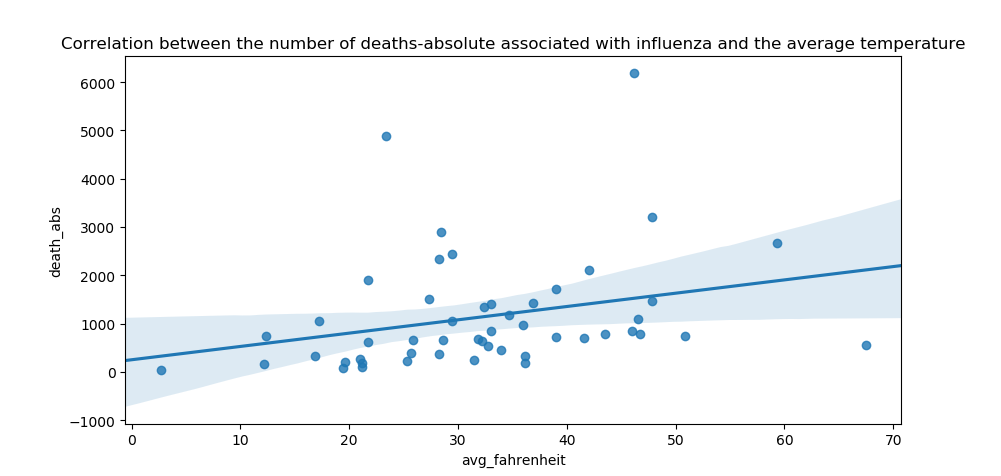 Correlation between the number of deaths-absolute associated with influenza and the average temperature
6000
5000
4000
3000
2000
1000
0
−1000
death_abs
0 10 20 30 40 50 60 70
avg_fahrenheit